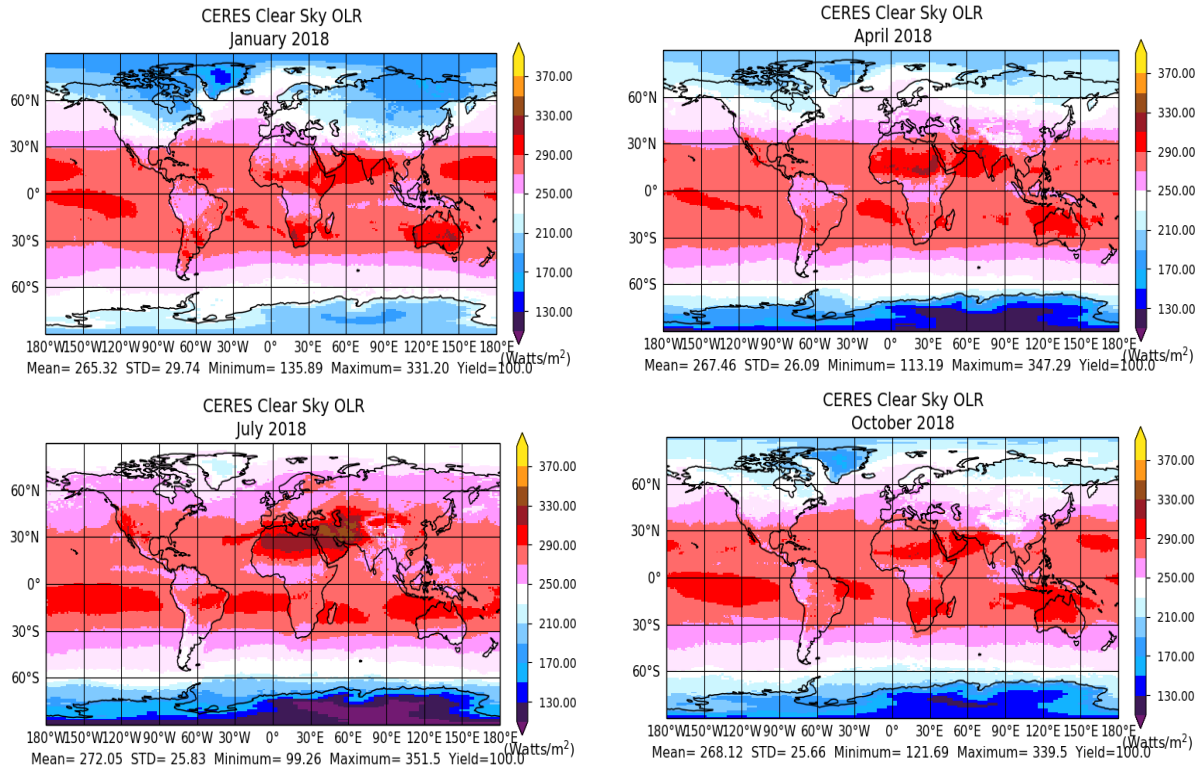 CERES Clear Sky OLR
January 2018
60°N
30°N
0°
30°S
60°S
180°W150°W120°W90°W 60°W 30°W 0° 30°E 60°E 90°E 120°E 150°E 180°E
370.00
330.00
290.00
250.00
210.00
170.00
130.00
(Watts/m²)
Mean= 265.32 STD= 29.74 Minimum= 135.89 Maximum= 331.20 Yield=100.0
CERES Clear Sky OLR
April 2018
60°N
30°N
0°
30°S
60°S
180°W150°W120°W90°W 60°W 30°W 0° 30°E 60°E 90°E 120°E 150°E 180°E
370.00
330.00
290.00
250.00
210.00
170.00
130.00
(Watts/m²)
Mean= 267.46 STD= 26.09 Minimum= 113.19 Maximum= 347.29 Yield=100.0
CERES Clear Sky OLR
July 2018
60°N
30°N
0°
30°S
60°S
180°W150°W120°W90°W 60°W 30°W 0° 30°E 60°E 90°E 120°E 150°E 180°E
370.00
330.00
290.00
250.00
210.00
170.00
130.00
(Watts/m²)
Mean= 272.05 STD= 25.83 Minimum= 99.26 Maximum= 351.5 Yield=100.0
CERES Clear Sky OLR
October 2018
60°N
30°N
0°
30°S
60°S
180°W150°W120°W90°W 60°W 30°W 0° 30°E 60°E 90°E 120°E 150°E 180°E
370.00
330.00
290.00
250.00
210.00
170.00
130.00
(Watts/m²)
Mean= 268.12 STD= 25.66 Minimum= 121.69 Maximum= 339.5 Yield=100.0